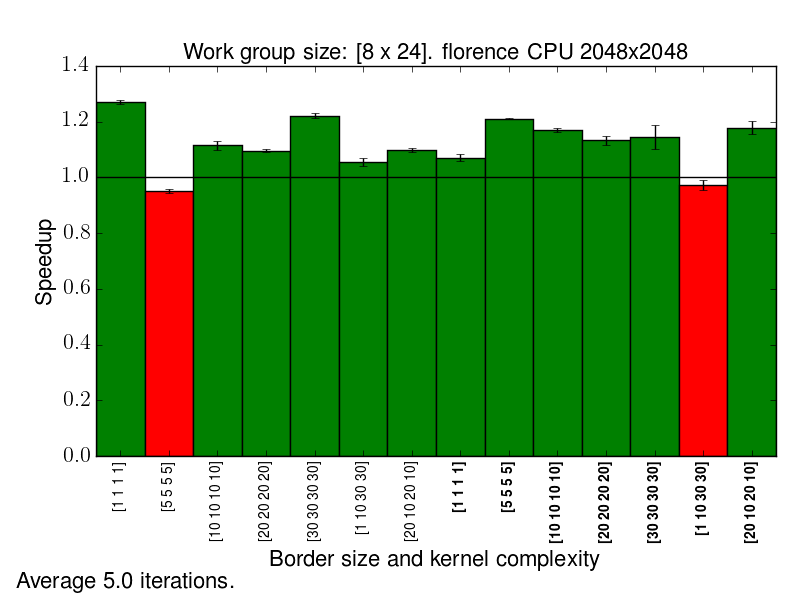 Work group size: [8 x 24]. florence CPU 2048x2048
1.4
1.2
1.0
0.8
0.6
0.4
0.2
0.0
Speedup
[1 1 1 1]
[5 5 5 5]
[10 10 10 10]
[20 20 20 20]
[30 30 30 30]
[1 10 30 30]
[20 10 20 10]
[1 1 1 1]
[5 5 5 5]
[10 10 10 10]
[20 20 20 20]
[30 30 30 30]
[1 10 30 30]
[20 10 20 10]
Border size and kernel complexity
Average 5.0 iterations.